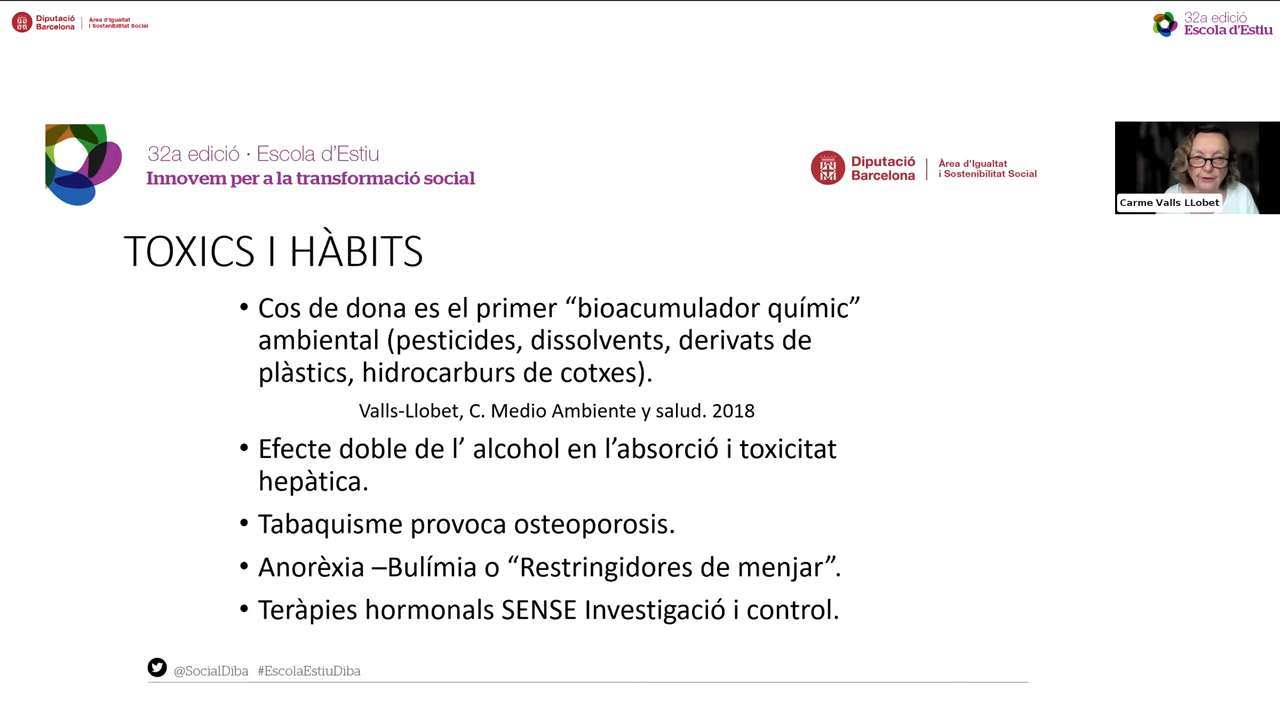 Diputació
Barcelona
Àrea d'Igualtat
i Sostenibilitat Social
32a edició
Escola d'Estiu
32a edició · Escola d'Estiu
Innovem per a la transformació social
Diputació
Barcelona
Àrea d'Igualtat
i Sostenibilitat Social
Carme Valls LLobet
TOXICS I HÀBITS
• Cos de dona es el primer “bioacumulador químic”
ambiental (pesticides, dissolvents, derivats de
plàstics, hidrocarburs de cotxes).
Valls-Llobet, C. Medio Ambiente y salud. 2018
• Efecte doble de l’ alcohol en l’absorció i toxicitat
hepàtica.
• Tabaquisme provoca osteoporosis.
• Anorèxia –Bulímia o “Restringidores de menjar”.
• Teràpies hormonals SENSE Investigació i control.
@SocialDiba #EscolaEstiuDiba